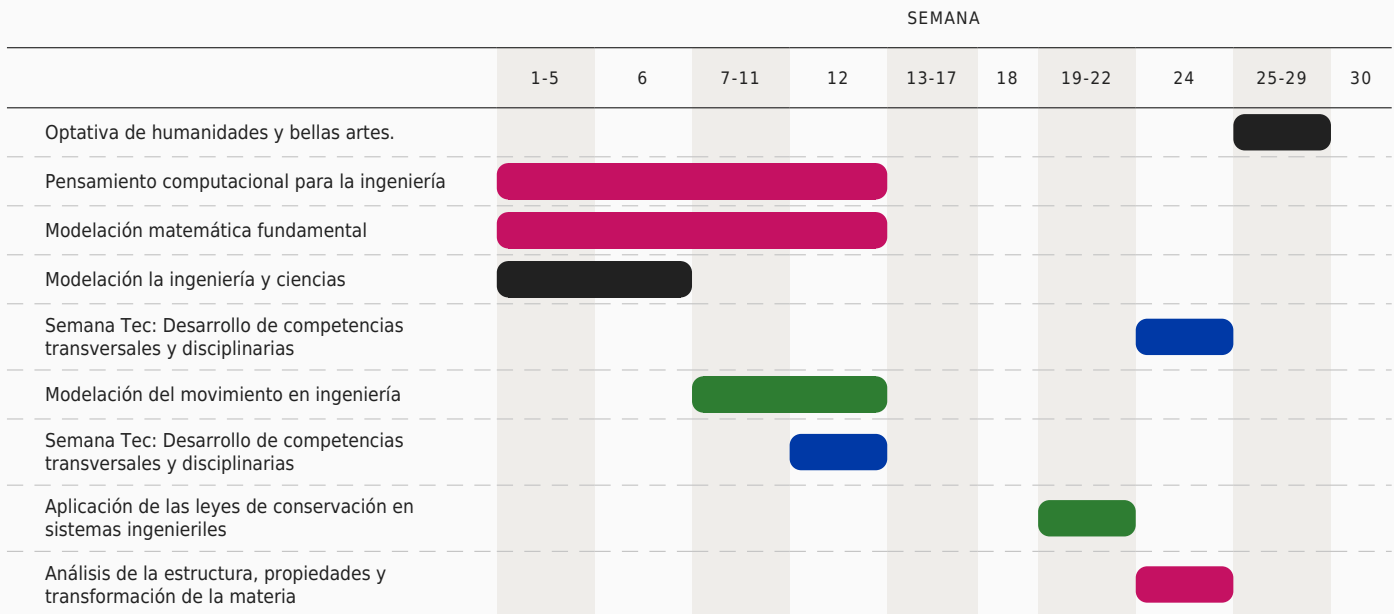 SEMANA
1-5 6 7-11 12 13-17 18 19-22 24 25-29 30
Optativa de humanidades y bellas artes.
Pensamiento computacional para la ingeniería
Modelación matemática fundamental
Modelación la ingeniería y ciencias
Semana Tec: Desarrollo de competencias
transversales y disciplinarias
Modelación del movimiento en ingeniería
Semana Tec: Desarrollo de competencias
transversales y disciplinarias
Aplicación de las leyes de conservación en
sistemas ingenieriles
Análisis de la estructura, propiedades y
transformación de la materia